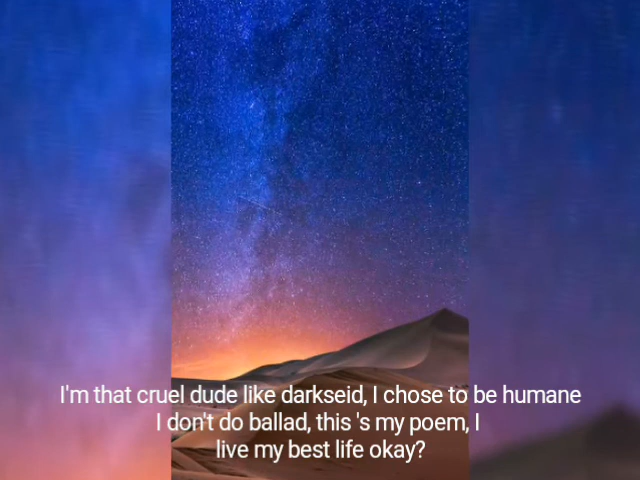 I'm that cruel dude like darkseid, I chose to be humane
I don't do ballad, this 's my poem, I
live my best life okay?